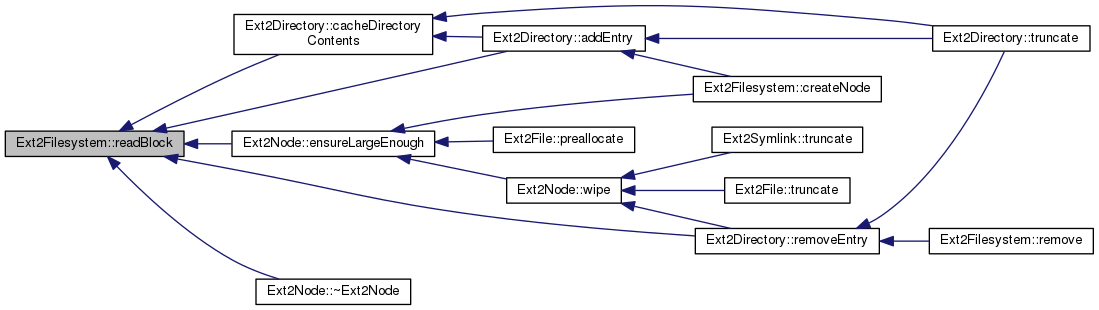 Ext2Directory::cacheDirectory
Contents
Ext2Directory::addEntry
Ext2Directory::truncate
Ext2Filesystem::createNode
Ext2Filesystem::readBlock
Ext2Node::ensureLargeEnough
Ext2File::preallocate
Ext2Symlink::truncate
Ext2Node::wipe
Ext2File::truncate
Ext2Directory::removeEntry
Ext2Filesystem::remove
Ext2Node::~Ext2Node